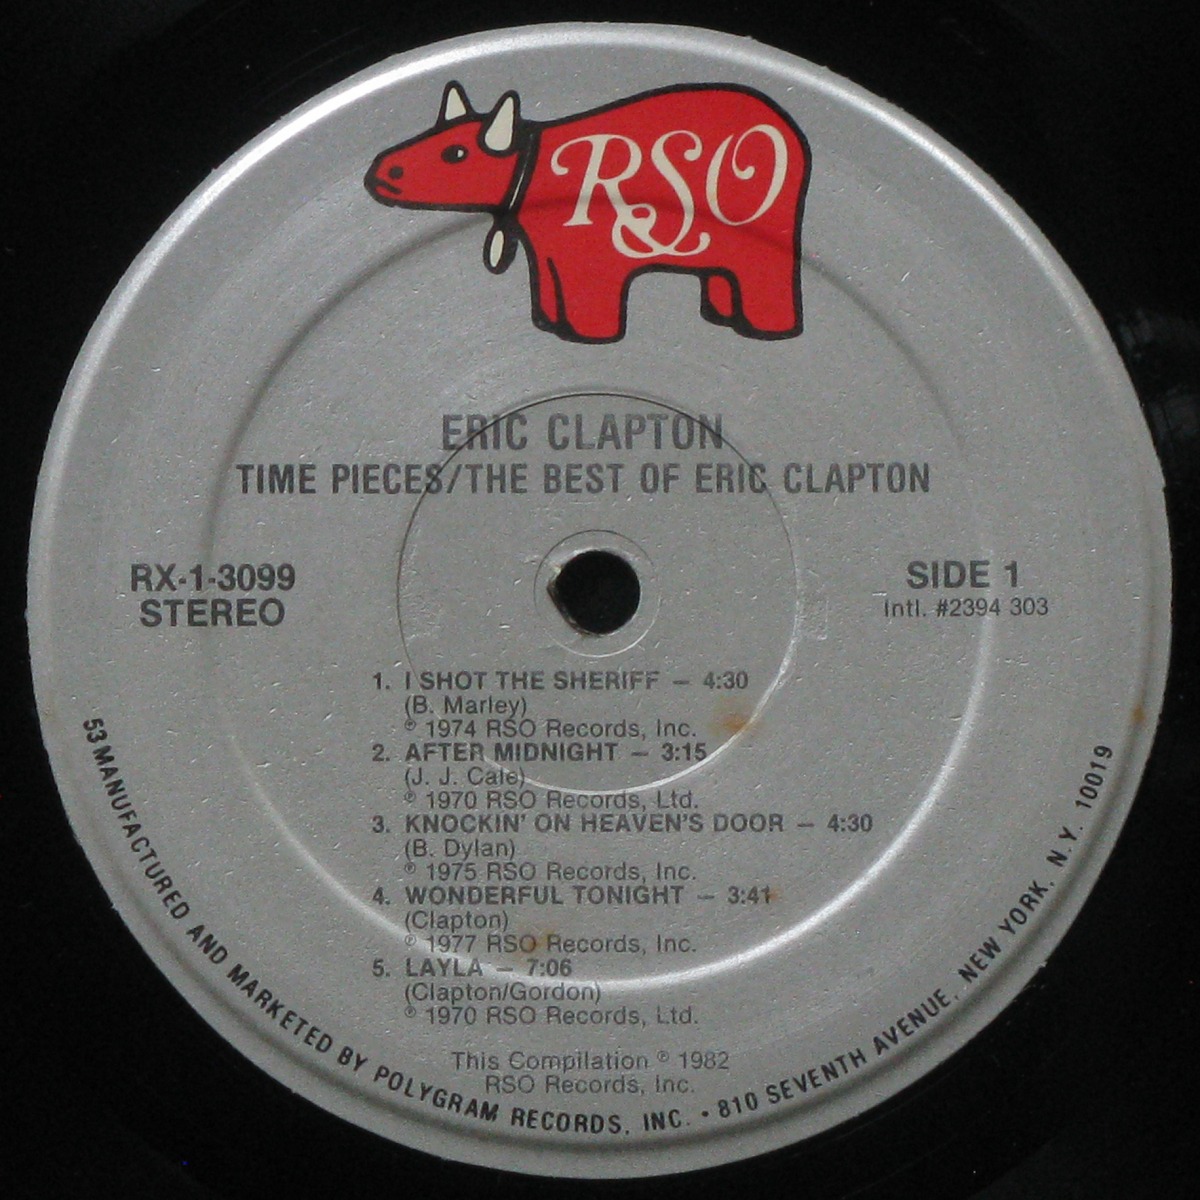 RSO
ERIC CLAPTON
TIME PIECES/THE BEST OF ERIC CLAPTON
RX-1-3099
STEREO
SIDE 1
Intl. #2394 303
1. I SHOT THE SHERIFF — 4:30
(B. Marley)
℗ 1974 RSO Records, Inc.
2. AFTER MIDNIGHT — 3:15
(J. J. Cale)
℗ 1970 RSO Records, Ltd.
3. KNOCKIN' ON HEAVEN'S DOOR — 4:30
(B. Dylan)
℗ 1975 RSO Records, Inc.
4. WONDERFUL TONIGHT — 3:41
(Clapton)
℗ 1977 RSO Records, Inc.
5. LAYLA — 7:06
(Clapton/Gordon)
℗ 1970 RSO Records, Ltd.
This Compilation ℗ 1982
RSO Records, Inc.
53 MANUFACTURED AND MARKETED BY POLYGRAM RECORDS, INC. • 810 SEVENTH AVENUE, NEW YORK, N.Y. 10019